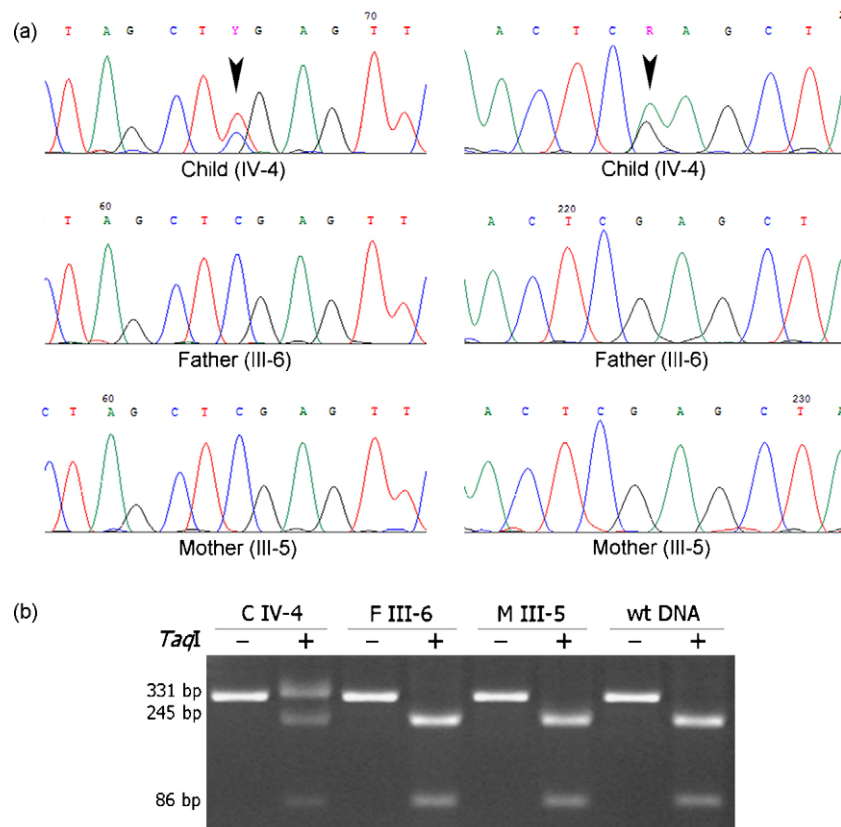 (a)
70
T A G C T Y G A G T T
A C T C R A G C T
Child (IV-4)
Child (IV-4)
60
T A G C T C G A G T T
220
A C T C G A G C T
Father (III-6)
Father (III-6)
60
C T A G C T C G A G T T
230
A C T C G A G C T A
Mother (III-5)
Mother (III-5)
(b)
C IV-4 F III-6 M III-5 wt DNA
TaqI − + − + − + − +
331 bp
245 bp
86 bp